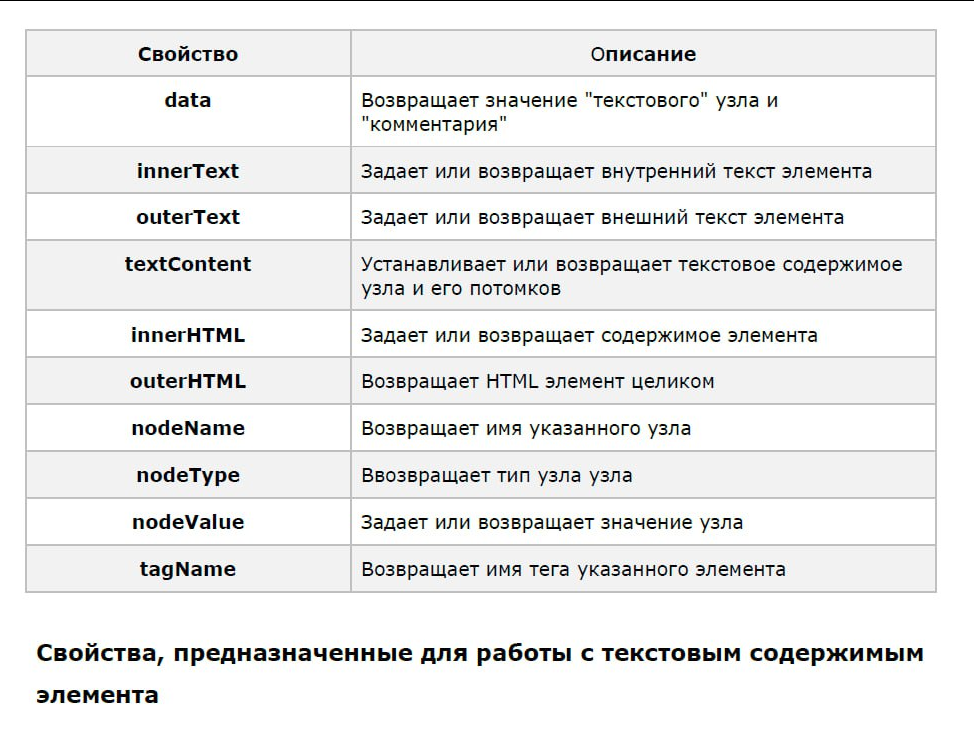 Свойство
Описание
data
Возвращает значение "текстового" узла и
"комментария"
innerText
Задает или возвращает внутренний текст элемента
outerText
Задает или возвращает внешний текст элемента
textContent
Устанавливает или возвращает текстовое содержимое
узла и его потомков
innerHTML
Задает или возвращает содержимое элемента
outerHTML
Возвращает HTML элемент целиком
nodeName
Возвращает имя указанного узла
nodeType
Ввозвращает тип узла узла
nodeValue
Задает или возвращает значение узла
tagName
Возвращает имя тега указанного элемента
Свойства, предназначенные для работы с текстовым содержимым
элемента